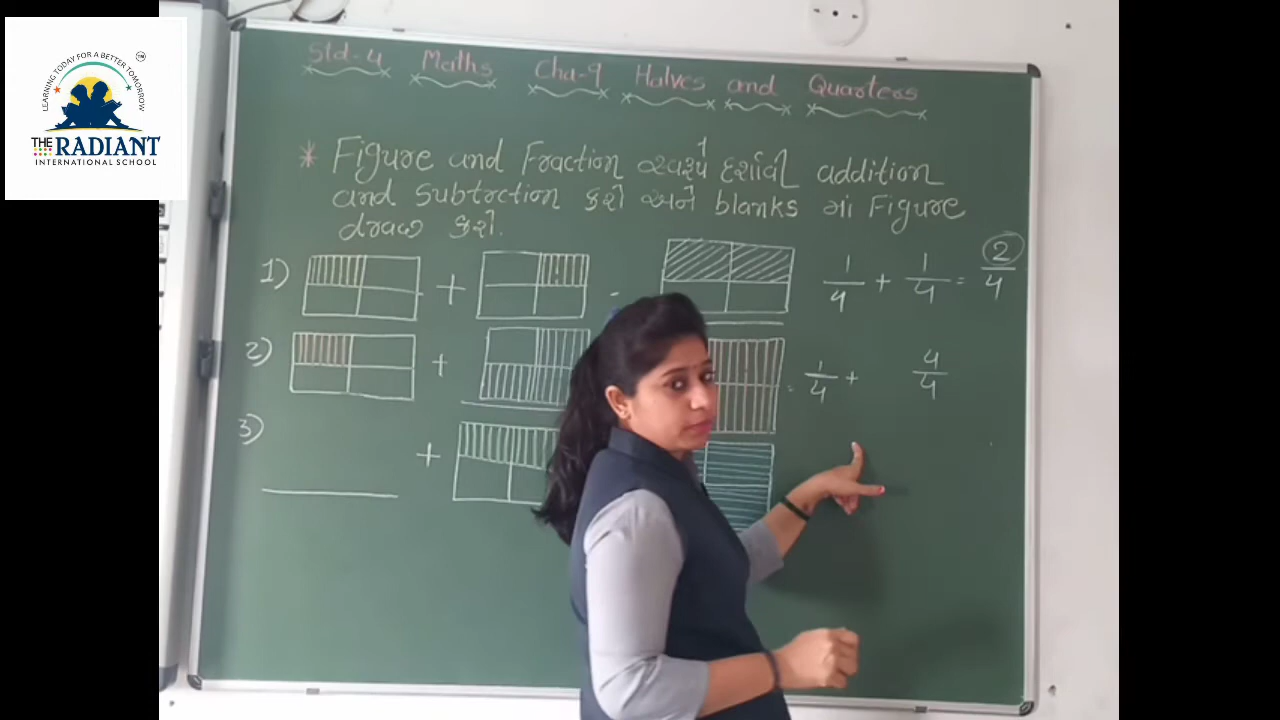 LEARNING TODAY FOR A BETTER TOMORROW
TM
THE RADIANT
INTERNATIONAL SCHOOL
Std-4 Maths Cha-9 Halves and Quarters
* Figure and Fraction સ્વરૂપે દર્શાવી addition
and Subtrction કરો અને blanks માં Figure
દ્રાવ કરો.
1) + = 1/4 + 1/4 = 2/4
2) + = 1/4 + 4/4
3) +